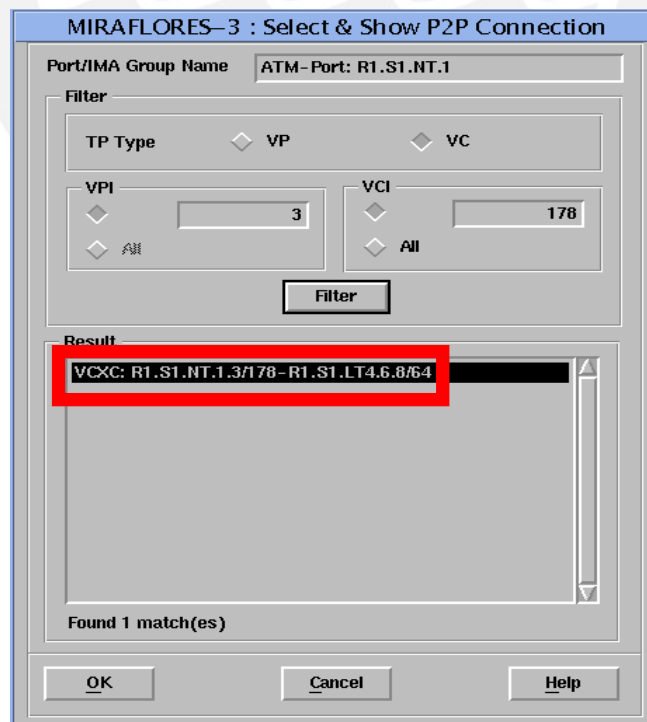 MIRAFLORES–3 : Select & Show P2P Connection
Port/IMA Group Name ATM-Port: R1.S1.NT.1
Filter
TP Type VP VC
VPI VCI
3 178
All All
Filter
Result
VCXC: R1.S1.NT.1.3/178-R1.S1.LT4.6.8/64
Found 1 match(es)
OK Cancel Help